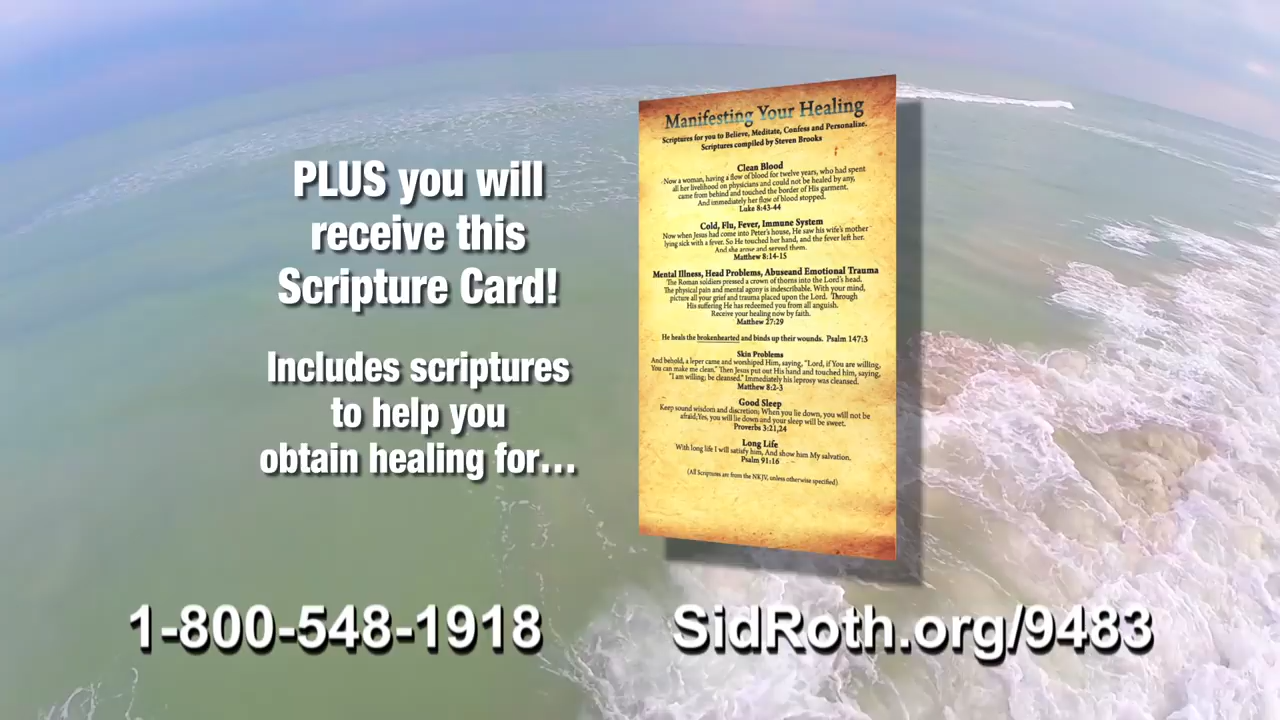 PLUS you will
receive this
Scripture Card!
Includes scriptures
to help you
obtain healing for...
Manifesting Your Healing
Scriptures for you to Believe, Meditate, Confess and Personalize.
Scriptures compiled by Steven Brooks
Clean Blood
Now a woman, having a flow of blood for twelve years, who had spent
all her livelihood on physicians and could not be healed by any,
came from behind and touched the border of His garment.
And immediately her flow of blood stopped.
Luke 8:43-44
Cold, Flu, Fever, Immune System
Now when Jesus had come into Peter's house, He saw his wife's mother
lying sick with a fever. So He touched her hand, and the fever left her.
And she arose and served them.
Matthew 8:14-15
Mental Illness, Head Problems, Abuseand Emotional Trauma
The Roman soldiers pressed a crown of thorns into the Lord's head.
The physical pain and mental agony is indescribable. With your mind,
picture all your grief and trauma placed upon the Lord. Through
His suffering He has redeemed you from all anguish.
Receive your healing now by faith.
Matthew 27:29
He heals the brokenhearted and binds up their wounds. Psalm 147:3
Skin Problems
And behold, a leper came and worshiped Him, saying, "Lord, if You are willing,
You can make me clean." Then Jesus put out His hand and touched him, saying,
"I am willing; be cleansed." Immediately his leprosy was cleansed.
Matthew 8:2-3
Good Sleep
Keep sound wisdom and discretion; When you lie down, you will not be
afraid;Yes, you will lie down and your sleep will be sweet.
Proverbs 3:21,24
Long Life
With long life I will satisfy him, And show him My salvation.
Psalm 91:16
(All Scriptures are from the NKJV, unless otherwise specified)
1-800-548-1918
SidRoth.org/9483